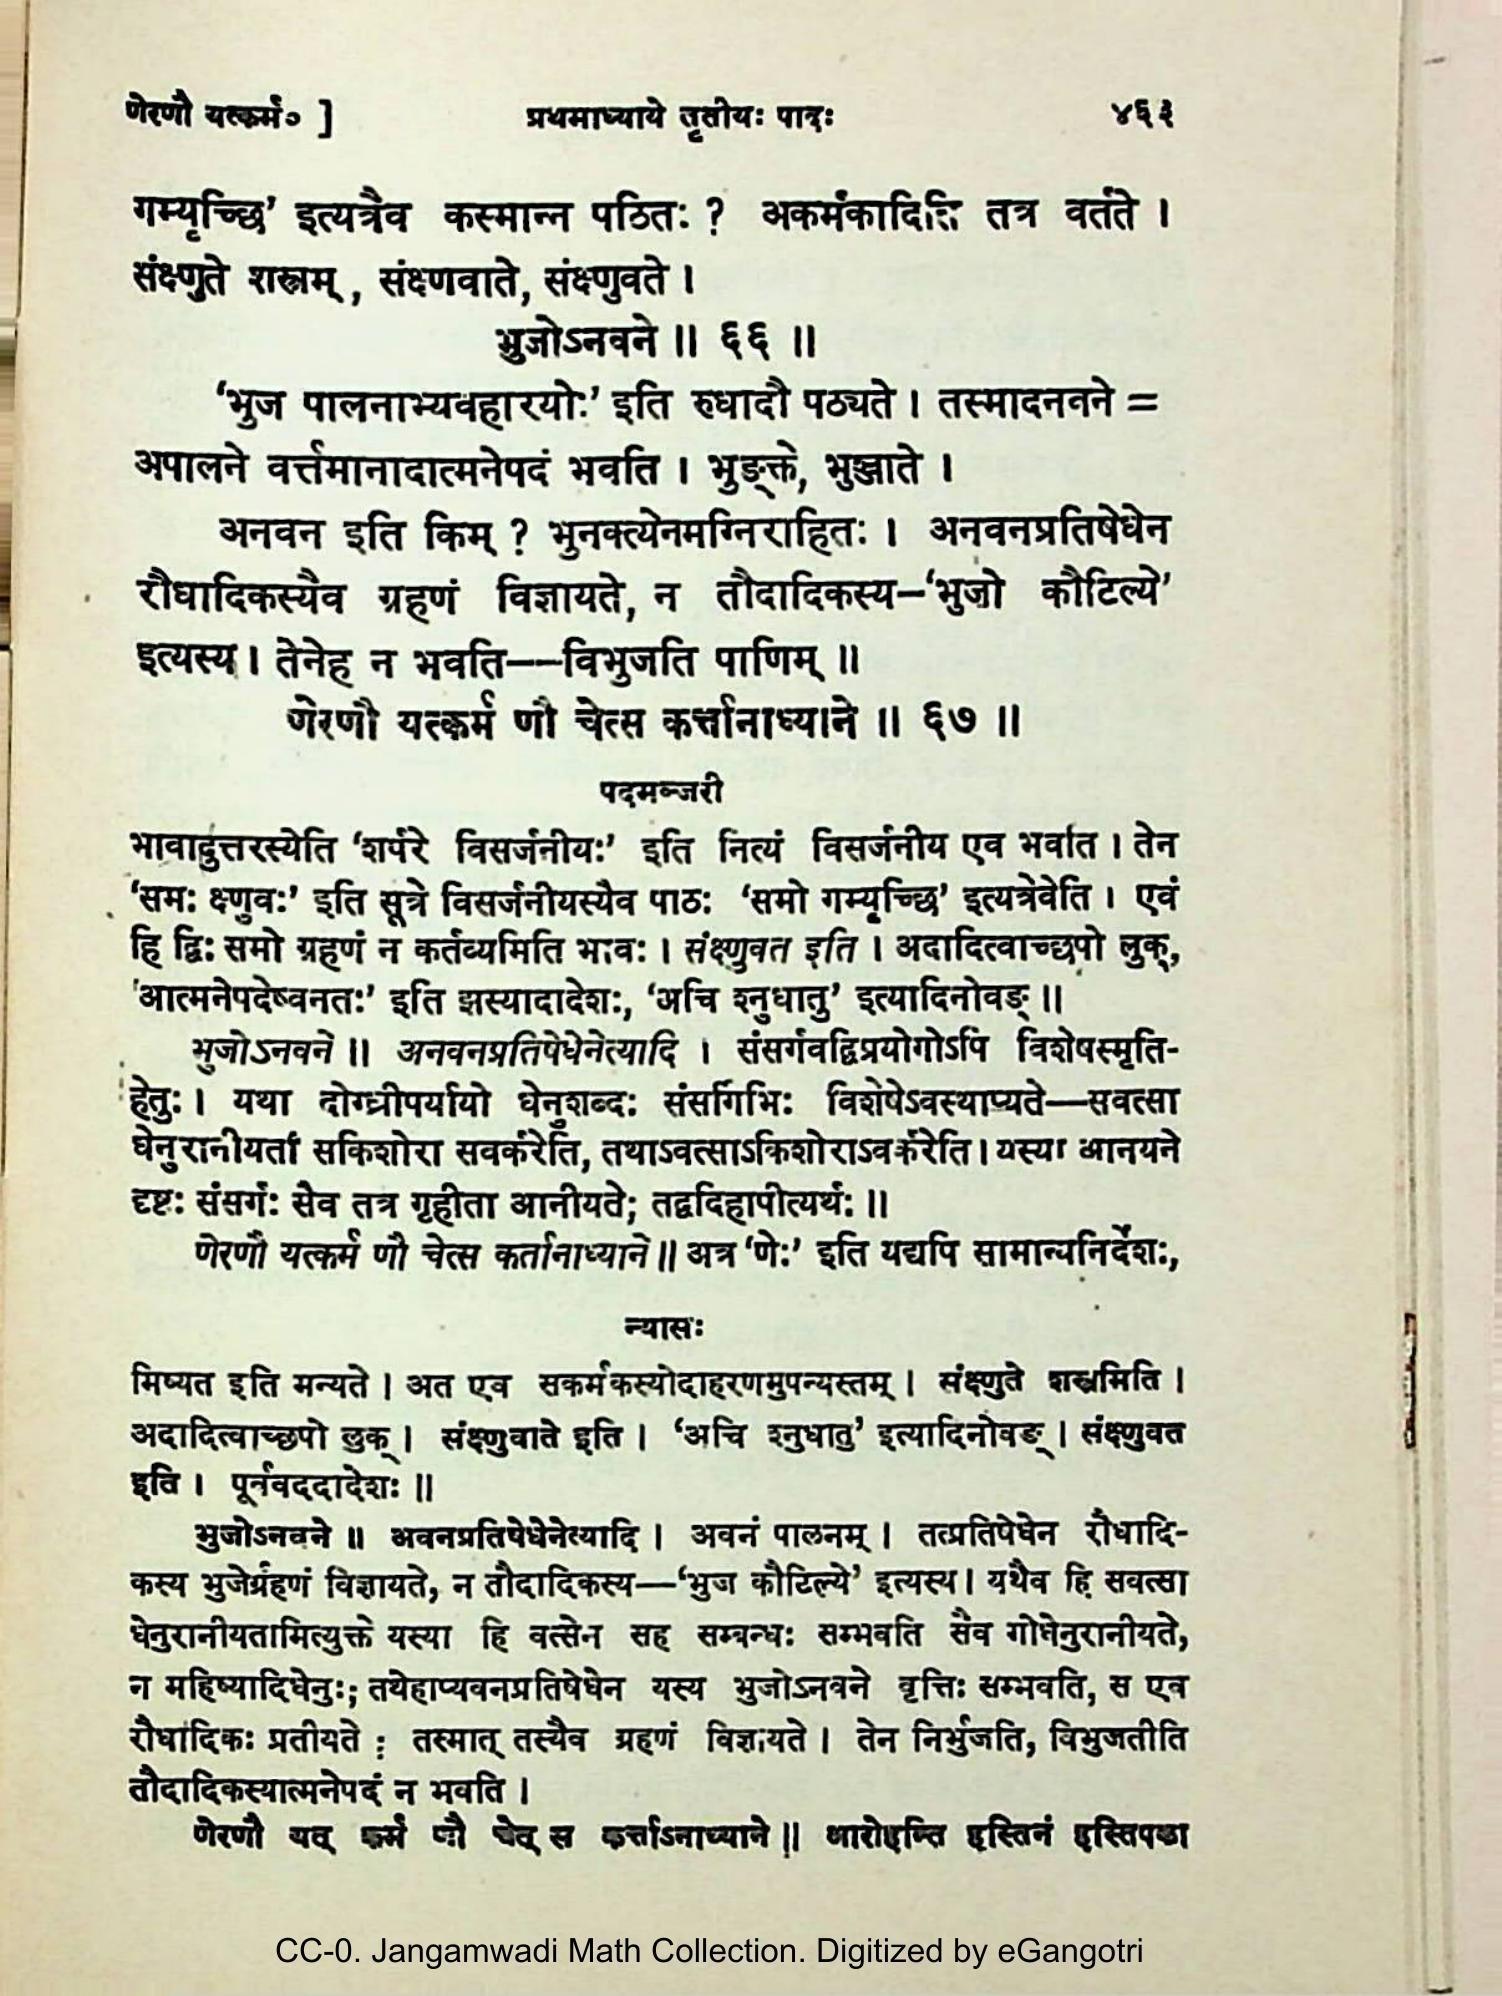 णेरणौ यत्कर्म० ] प्रथमाध्याये तृतीयः पादः ४६३
गम्यृच्छि’ इत्यत्रैव कस्मान्न पठितः ? अकर्मकादिति तत्र वर्तते ।
संक्ष्णुते शस्त्रम् , संक्ष्णवाते, संक्ष्णुवते ।
भुजोऽनवने ॥ ६६ ॥
‘भुज पालनाभ्यवहारयोः’ इति रुधादौ पठ्यते । तस्मादनवने =
अपालने वर्त्तमानादात्मनेपदं भवति । भुङ्क्ते, भुञ्जाते ।
अनवन इति किम् ? भुनक्त्येनमग्निराहितः । अनवनप्रतिषेधेन
रौधादिकस्यैव ग्रहणं विज्ञायते, न तौदादिकस्य—‘भुजो कौटिल्ये’
इत्यस्य । तेनेह न भवति—–विभुजति पाणिम् ॥
णेरणौ यत्कर्म णौ चेत्स कर्त्तानाध्याने ॥ ६७ ॥
पदमञ्जरी
भावादुत्तरस्येति ‘शर्परे विसर्जनीयः’ इति नित्यं विसर्जनीय एव भवति । तेन
‘समः क्ष्णुवः’ इति सूत्रे विसर्जनीयस्यैव पाठः ‘समो गम्यृच्छि’ इत्यत्रेवेति । एवं
हि द्विः समो ग्रहणं न कर्तव्यमिति भावः । संक्ष्णुवत इति । अदादित्वाच्छपो लुक्,
‘आत्मनेपदेष्वनतः’ इति झस्यादादेशः, ‘अचि श्नुधातु’ इत्यादिनोवङ् ॥
भुजोऽनवने ॥ अनवनप्रतिषेधेनेत्यादि । संसर्गवद्विप्रयोगोऽपि विशेषस्मृति-
हेतुः । यथा दोग्ध्रीपर्यायो धेनुशब्दः संसर्गिभिः विशेषेऽवस्थाप्यते—सवत्सा
धेनुरानीयर्ता सकिशोरा सवर्करेति, तथाऽवत्साऽकिशोराऽवर्करेति । यस्या आनयने
दृष्टः संसर्गः सैव तत्र गृहीता आनीयते; तद्वदिहापीत्यर्थः ॥
णेरणौ यत्कर्म णौ चेत्स कर्तानाध्याने ॥ अत्र ‘णेः’ इति यद्यपि सामान्यनिर्देशः,
न्यासः
मिष्यत इति मन्यते । अत एव सकर्मकस्योदाहरणमुपन्यस्तम् । संक्ष्णुते शस्त्रमिति ।
अदादित्वाच्छपो लुक् । संक्ष्णुवाते इति । ‘अचि श्नुधातु’ इत्यादिनोवङ् । संक्ष्णुवत
इति । पूर्नवददादेशः ॥
भुजोऽनवने ॥ अवनप्रतिषेधेनेत्यादि । अवनं पालनम् । तत्प्रतिषेधेन रौधादि-
कस्य भुजेर्ग्रहणं विज्ञायते, न तौदादिकस्य—‘भुज कौटिल्ये’ इत्यस्य । यथैव हि सवत्सा
धेनुरानीयतामित्युक्ते यस्या हि वत्सेन सह सम्बन्धः सम्भवति सैव गोधेनुरानीयते,
न महिष्यादिधेनुः; तथेहाप्यवनप्रतिषेधेन यस्य भुजोऽनवने वृत्तिः सम्भवति, स एव
रौधादिकः प्रतीयते ; तस्मात् तस्यैव ग्रहणं विज्ञायते । तेन निर्भुजति, विभुजतीति
तौदादिकस्यात्मनेपदं न भवति ।
णेरणौ यत् कर्म णौ चेत् स कर्त्ताऽनाध्याने ॥ आरोहन्ति हस्तिनं हस्तिपका
CC-0. Jangamwadi Math Collection. Digitized by eGangotri